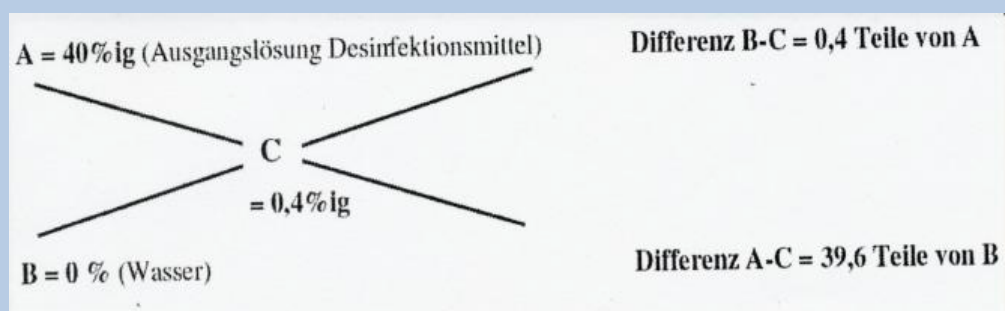 A = 40%ig (Ausgangslösung Desinfektionsmittel)
Differenz B-C = 0,4 Teile von A
C
= 0,4%ig
B = 0 % (Wasser)
Differenz A-C = 39,6 Teile von B